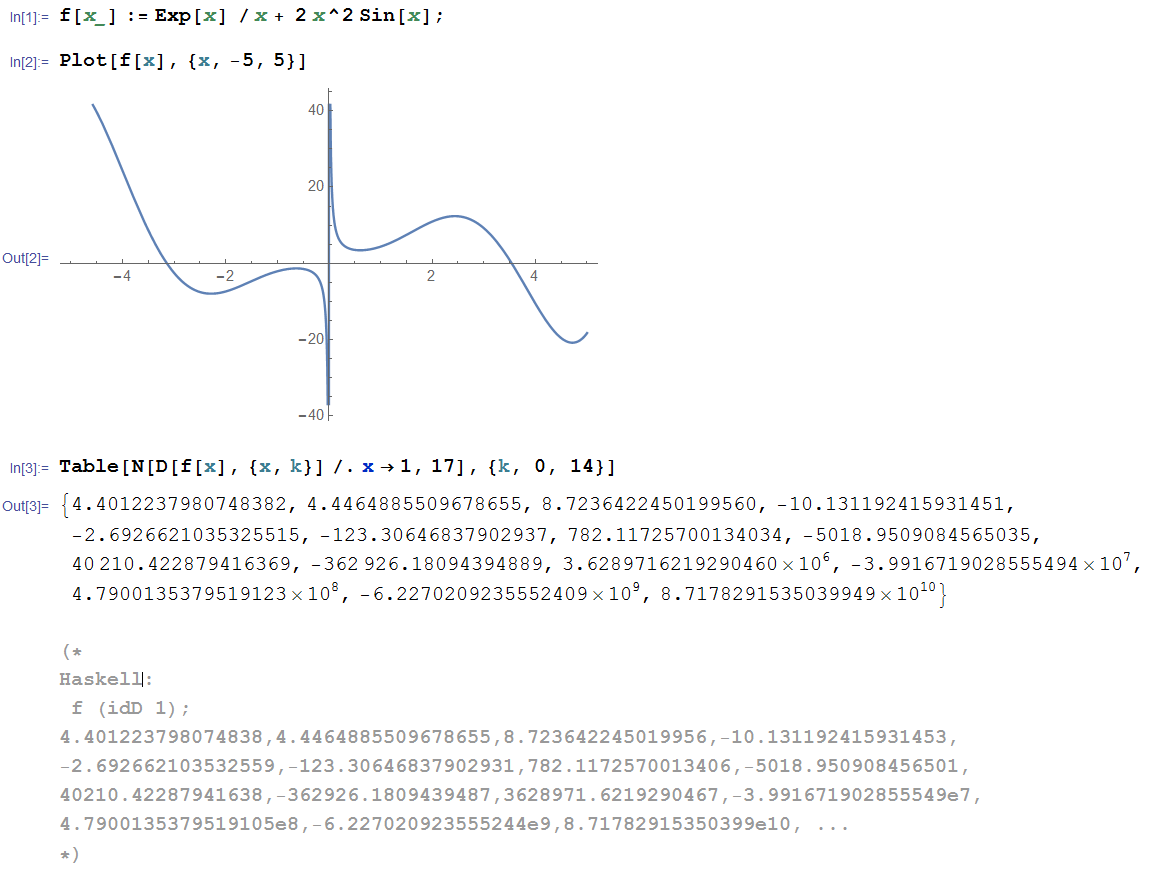 In[1]:= f[x_] := Exp[x] / x + 2 x^2 Sin[x];
In[2]:= Plot[f[x], {x, -5, 5}]
40
20
Out[2]=
-4 -2 2 4
-20
-40
In[3]:= Table[N[D[f[x], {x, k}] /. x → 1, 17], {k, 0, 14}]
Out[3]= {4.4012237980748382, 4.4464885509678655, 8.7236422450199560, -10.131192415931451,
-2.6926621035325515, -123.30646837902937, 782.11725700134034, -5018.9509084565035,
40 210.422879416369, -362 926.18094394889, 3.6289716219290460 × 10^6, -3.9916719028555494 × 10^7,
4.7900135379519123 × 10^8, -6.2270209235552409 × 10^9, 8.7178291535039949 × 10^10}
(*
Haskell:
f (idD 1);
4.401223798074838,4.4464885509678655,8.723642245019956,-10.131192415931453,
-2.692662103532559,-123.30646837902931,782.1172570013406,-5018.950908456501,
40210.42287941638,-362926.1809439487,3628971.6219290467,-3.991671902855549e7,
4.7900135379519105e8,-6.227020923555244e9,8.71782915350399e10, ...
*)